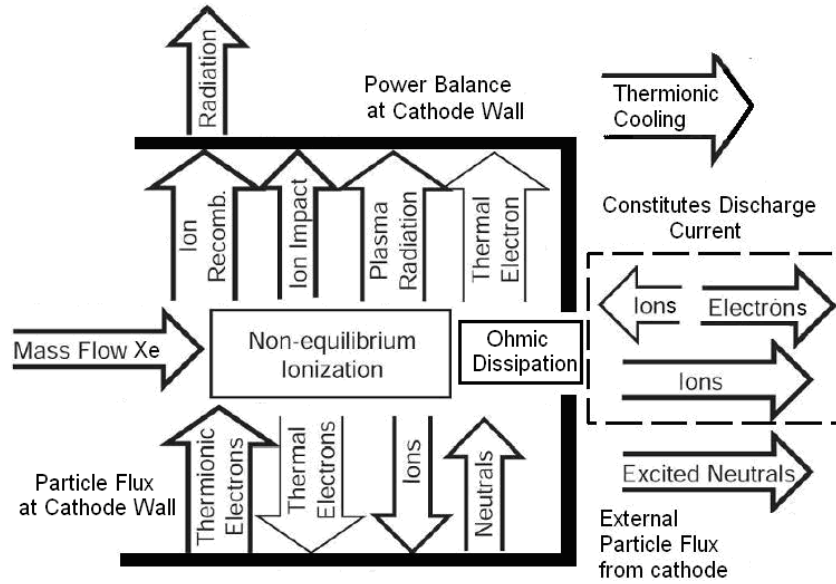 Radiation
Power Balance
at Cathode Wall
Thermionic
Cooling
Ion
Recomb.
Ion Impact
Plasma
Radiation
Thermal
Electron
Constitutes Discharge
Current
Ions
Electrons
Mass Flow Xe
Non-equilibrium
Ionization
Ohmic
Dissipation
Ions
Particle Flux
at Cathode Wall
Thermionic
Electrons
Thermal
Electrons
Ions
Neutrals
Excited Neutrals
External
Particle Flux
from cathode